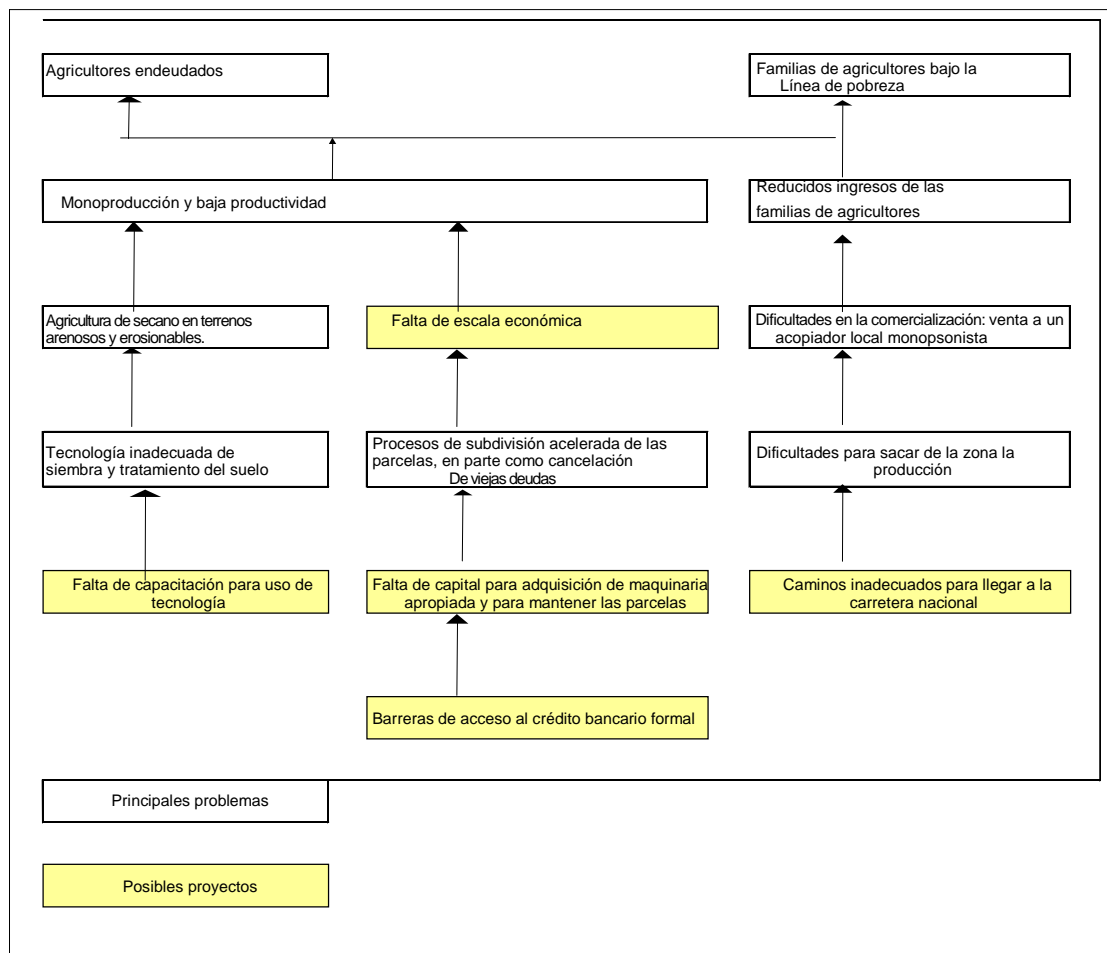 Agricultores endeudados
Familias de agricultores bajo la
Línea de pobreza
Monoproducción y baja productividad
Reducidos ingresos de las
familias de agricultores
Agricultura de secano en terrenos
arenosos y erosionables.
Falta de escala económica
Dificultades en la comercialización: venta a un
acopiador local monopsonista
Tecnología inadecuada de
siembra y tratamiento del suelo
Procesos de subdivisión acelerada de las
parcelas, en parte como cancelación
De viejas deudas
Dificultades para sacar de la zona la
producción
Falta de capacitación para uso de
tecnología
Falta de capital para adquisición de maquinaria
apropiada y para mantener las parcelas
Caminos inadecuados para llegar a la
carretera nacional
Barreras de acceso al crédito bancario formal
Principales problemas
Posibles proyectos